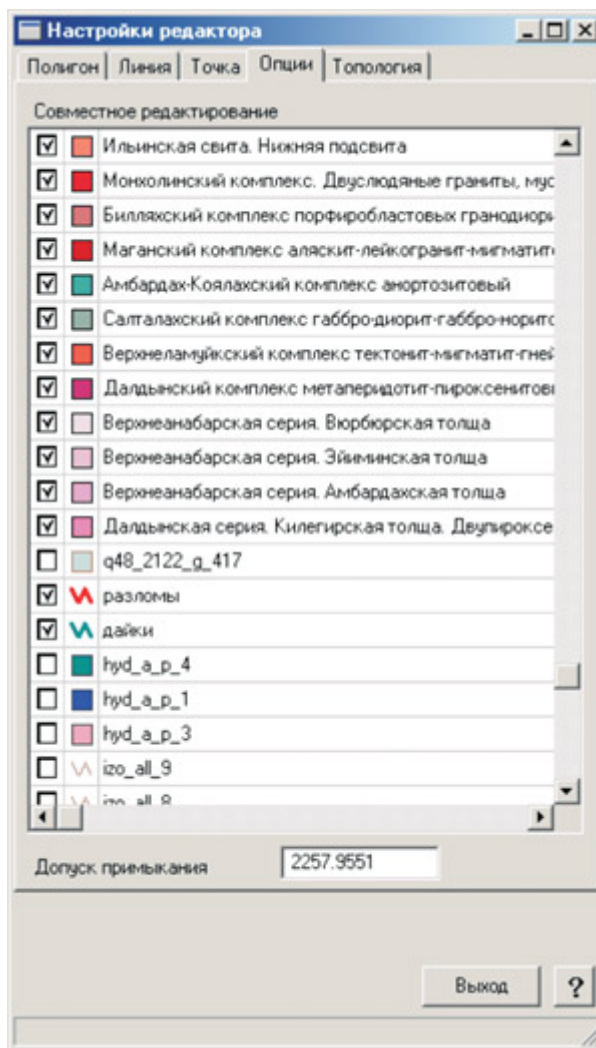 Настройки редактора
Полигон Линия Точка Опции Топология
Совместное редактирование
Ильинская свита. Нижняя подсвита
Монхолинский комплекс. Двуслюдяные граниты, мус
Билляхский комплекс порфиробластовых гранодиори
Маганский комплекс аляскит-лейкогранит-мигматит
Амбардах-Коялахский комплекс анортозитовый
Салталахский комплекс габбро-диорит-габбро-норито
Верхнеламуйкский комплекс тектонит-мигматит-гней
Далдынский комплекс метаперидотит-пироксенитовы
Верхнеанабарская серия. Вюрбюрская толща
Верхнеанабарская серия. Эйиминская толща
Верхнеанабарская серия. Амбардахская толща
Далдынская серия. Килегирская толща. Двупироксе
q48_2122_g_417
разломы
дайки
hyd_a_p_4
hyd_a_p_1
hyd_a_p_3
izo_all_9
izo_all_8
Допуск примыкания 2257.9551
Выход ?